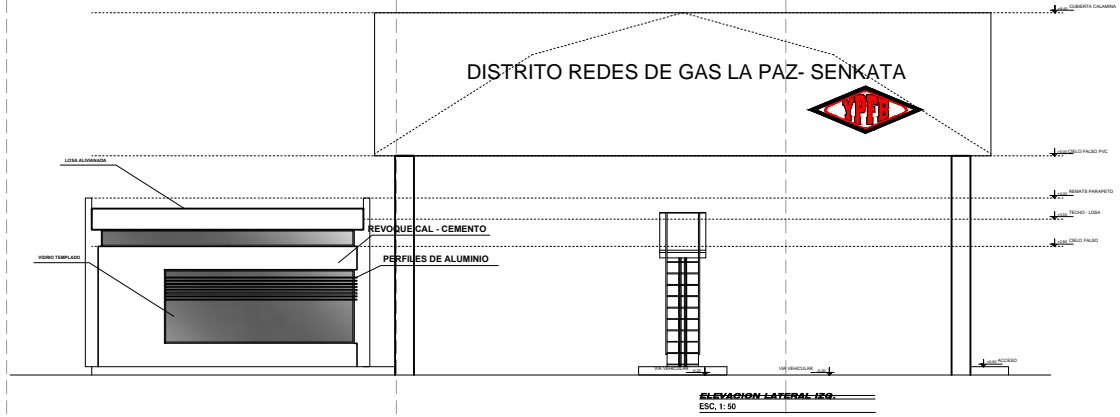 CUBIERTA CALAMINA
DISTRITO REDES DE GAS LA PAZ- SENKATA
YPFB
CIELO FALSO PVC
LOSA ALIVIANADA
REMATE PARAPETO
TECHO - LOSA
REVOQUE CAL - CEMENTO
CIELO FALSO
VIDRIO TEMPLADO
PERFILES DE ALUMINIO
ACCESO
VIA VEHICULAR
VIA VEHICULAR
ELEVACION LATERAL IZQ.
ESC, 1: 50